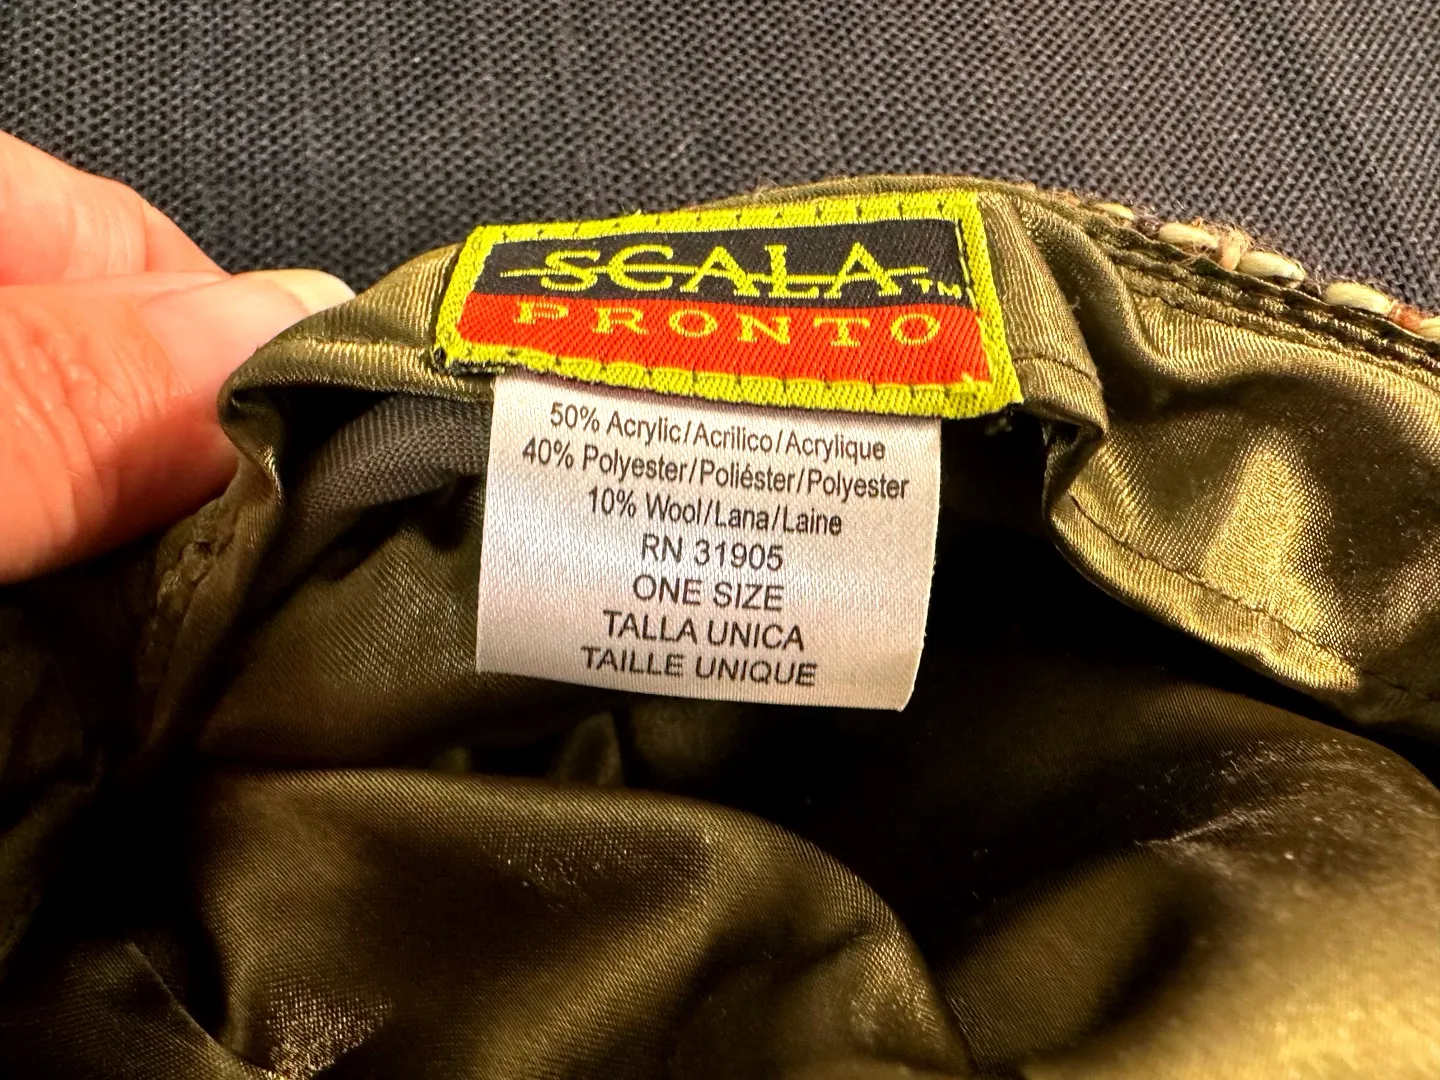 SCALA™
PRONTO
50% Acrylic/Acrilico/Acrylique
40% Polyester/Poliéster/Polyester
10% Wool/Lana/Laine
RN 31905
ONE SIZE
TALLA UNICA
TAILLE UNIQUE